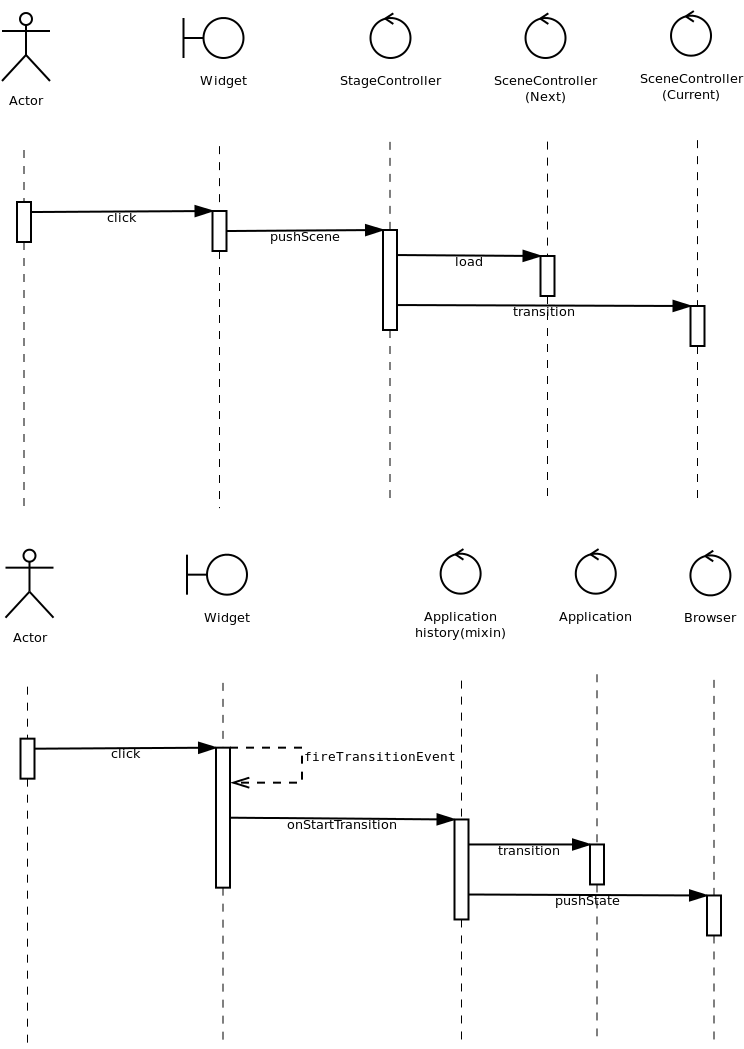 Actor
Widget
StageController
SceneController
(Next)
SceneController
(Current)
click
pushScene
load
transition
Actor
Widget
Application
history(mixin)
Application
Browser
click
fireTransitionEvent
onStartTransition
transition
pushState